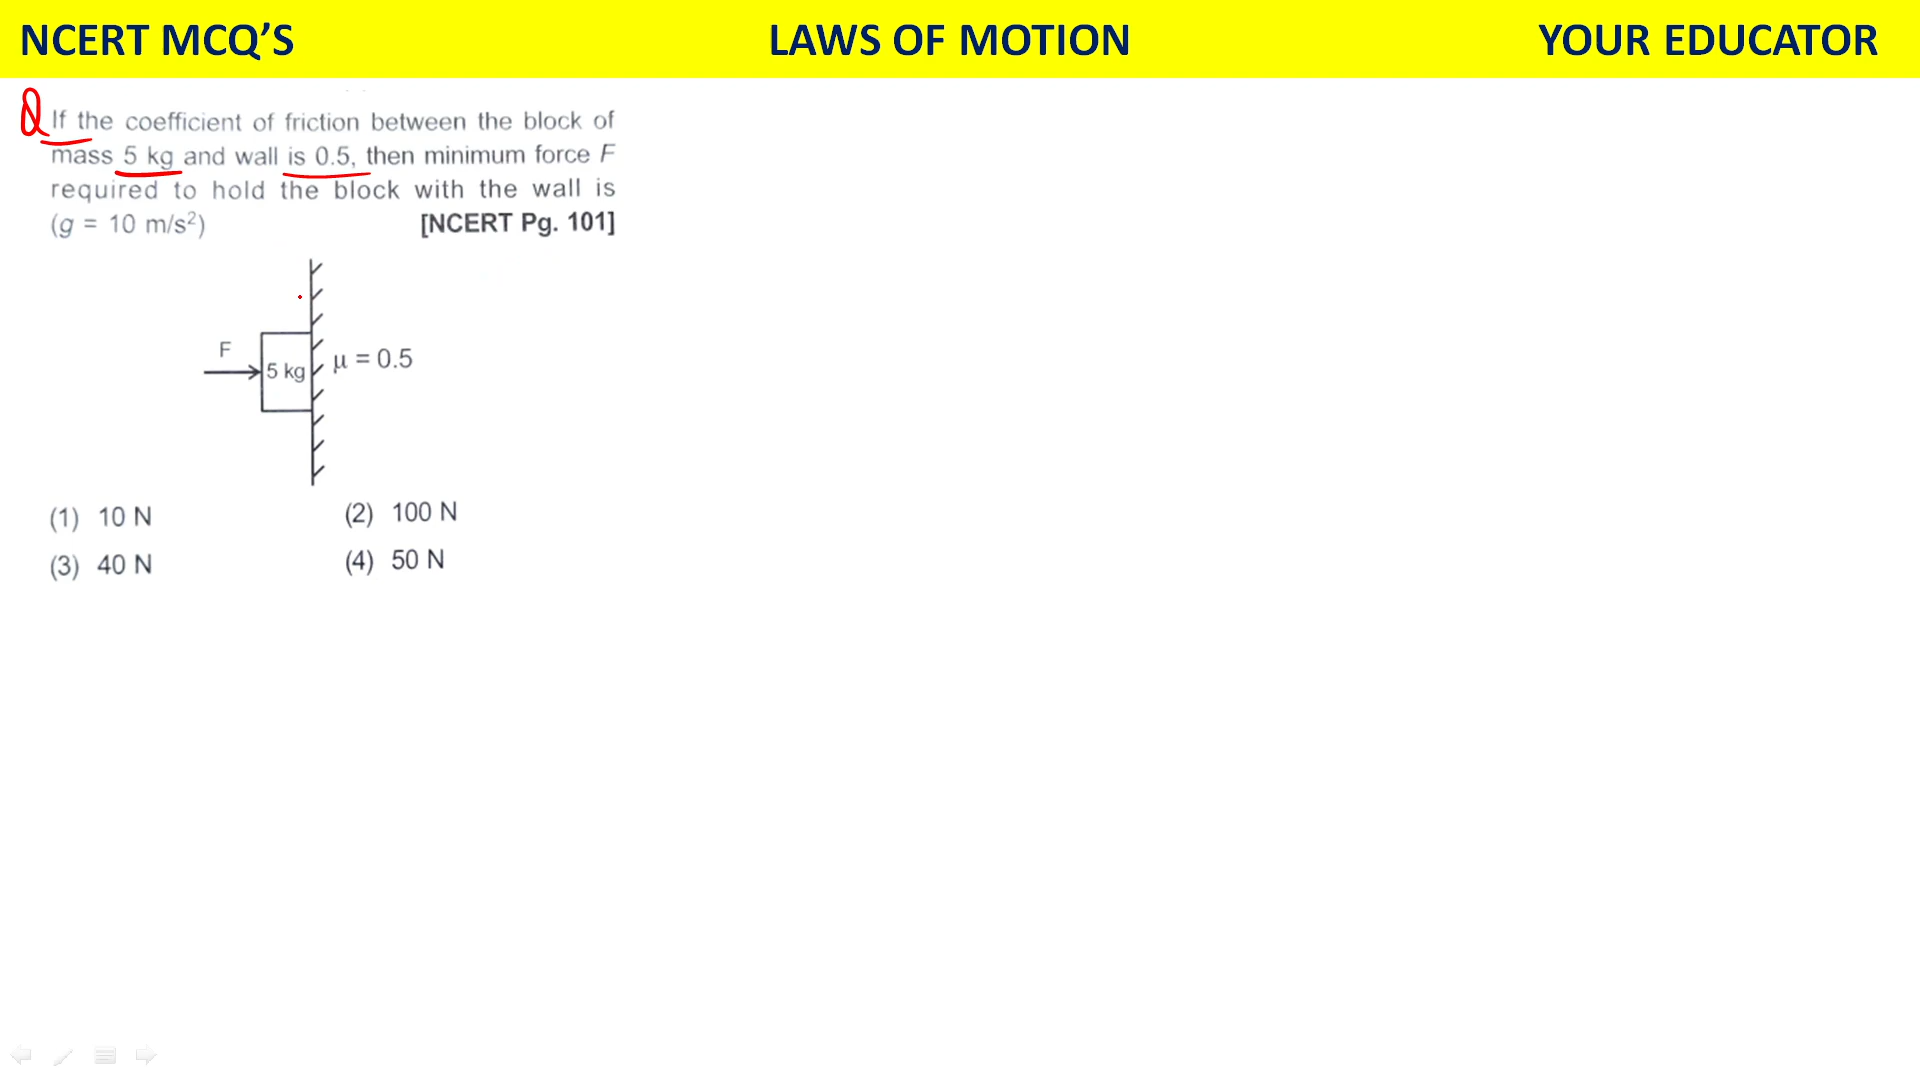 NCERT MCQ’S LAWS OF MOTION YOUR EDUCATOR
Q If the coefficient of friction between the block of
mass 5 kg and wall is 0.5, then minimum force F
required to hold the block with the wall is
(g = 10 m/s²) [NCERT Pg. 101]
F
5 kg
μ = 0.5
(1) 10 N (2) 100 N
(3) 40 N (4) 50 N